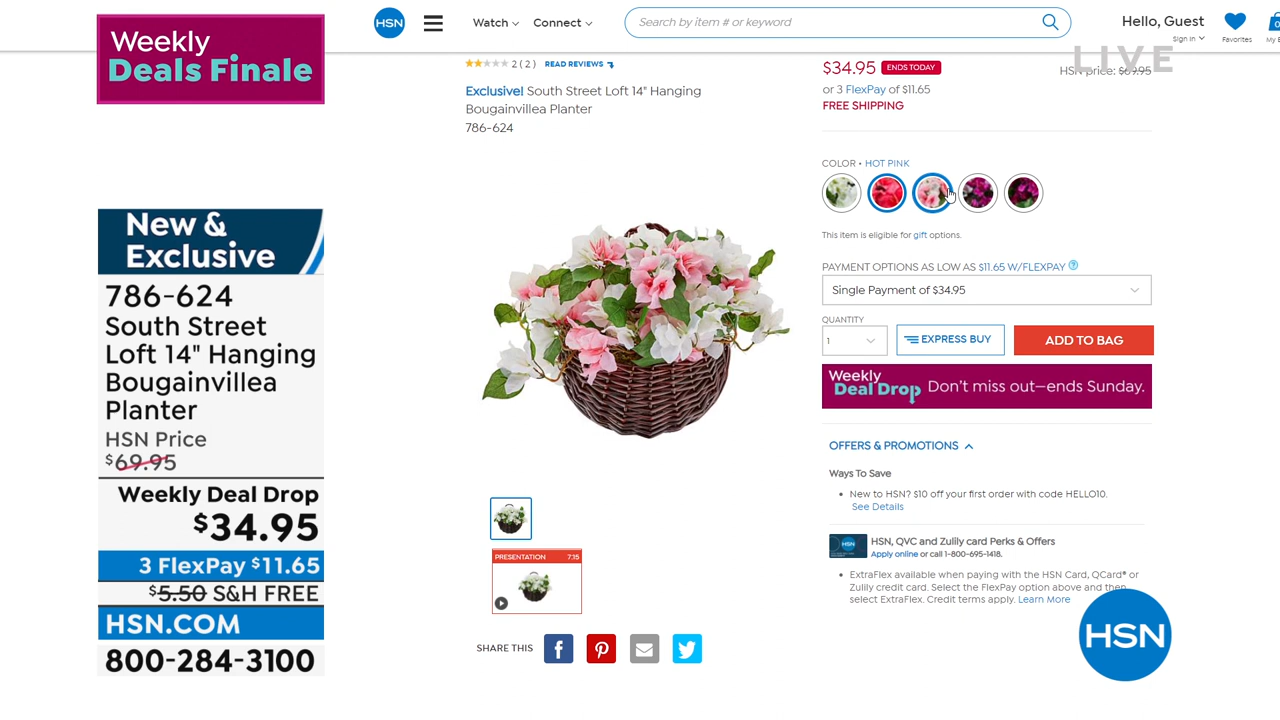 Weekly
Deals Finale
New &
Exclusive
786-624
South Street
Loft 14" Hanging
Bougainvillea
Planter
HSN Price
$69.95
Weekly Deal Drop
$34.95
3 FlexPay $11.65
$5.50 S&H FREE
HSN.COM
800-284-3100
HSN
Watch
Connect
Search by item # or keyword
Hello, Guest
Sign In
Favorites
0
LIVE
2 ( 2 )
READ REVIEWS
Exclusive! South Street Loft 14" Hanging
Bougainvillea Planter
786-624
PRESENTATION 7:15
SHARE THIS
$34.95 ENDS TODAY
HSN price: $69.95
or 3 FlexPay of $11.65
FREE SHIPPING
COLOR • HOT PINK
This item is eligible for gift options.
PAYMENT OPTIONS AS LOW AS $11.65 W/FLEXPAY ?
Single Payment of $34.95
QUANTITY
1
EXPRESS BUY
ADD TO BAG
Weekly
Deal Drop
Don't miss out—ends Sunday.
OFFERS & PROMOTIONS
Ways To Save
• New to HSN? $10 off your first order with code HELLO10.
See Details
HSN
HSN, QVC and Zulily card Perks & Offers
Apply online or call 1-800-695-1418.
• ExtraFlex available when paying with the HSN Card, QCard® or
Zulily credit card. Select the FlexPay option above and then
select ExtraFlex. Credit terms apply. Learn More
HSN